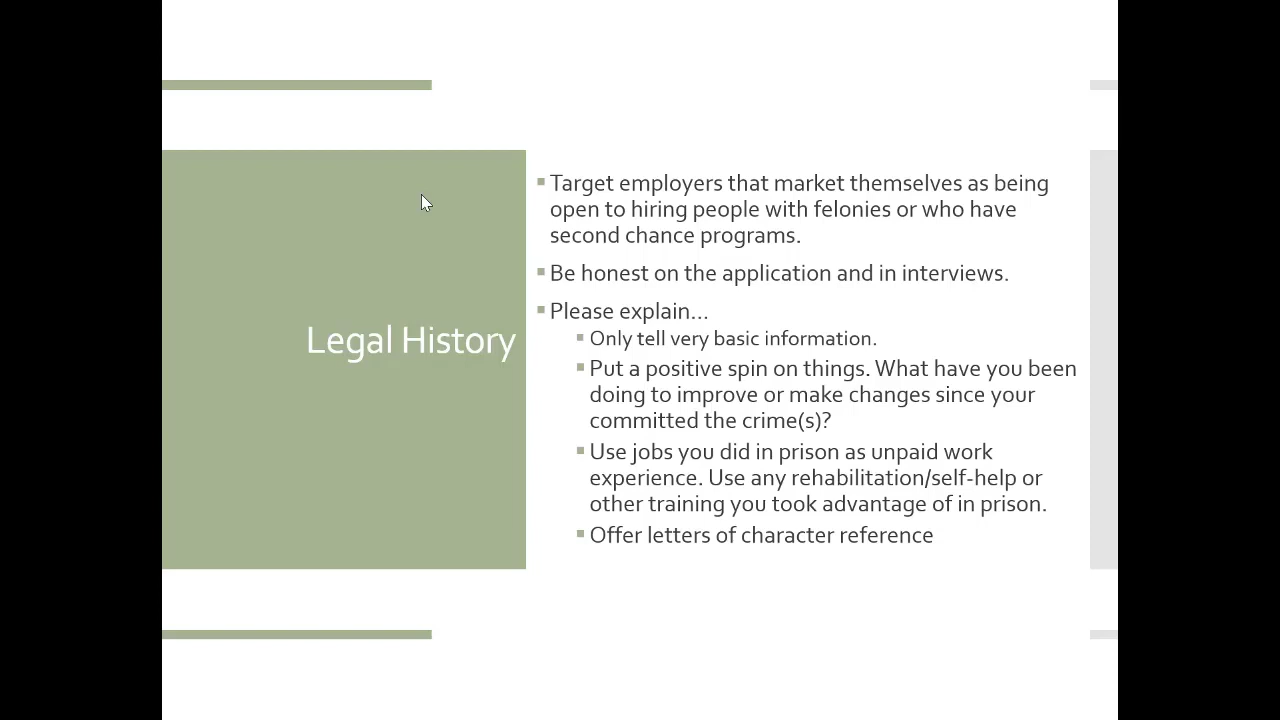 Legal History
Target employers that market themselves as being
open to hiring people with felonies or who have
second chance programs.
Be honest on the application and in interviews.
Please explain...
Only tell very basic information.
Put a positive spin on things. What have you been
doing to improve or make changes since your
committed the crime(s)?
Use jobs you did in prison as unpaid work
experience. Use any rehabilitation/self-help or
other training you took advantage of in prison.
Offer letters of character reference